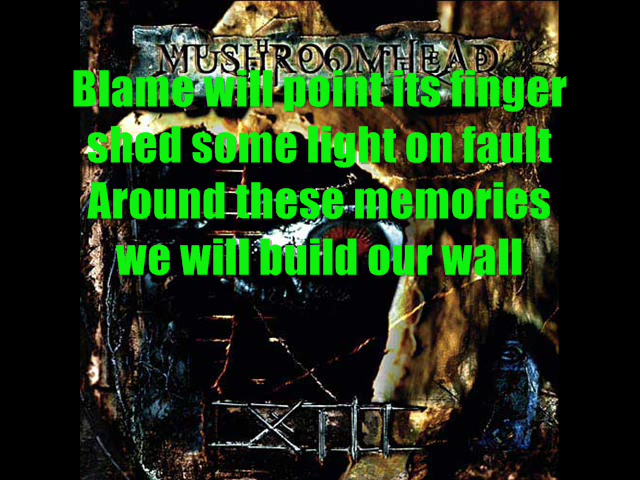 MUSHROOMHEAD
Blame will point its finger
shed some light on fault
Around these memories
we will build our wall
XIII